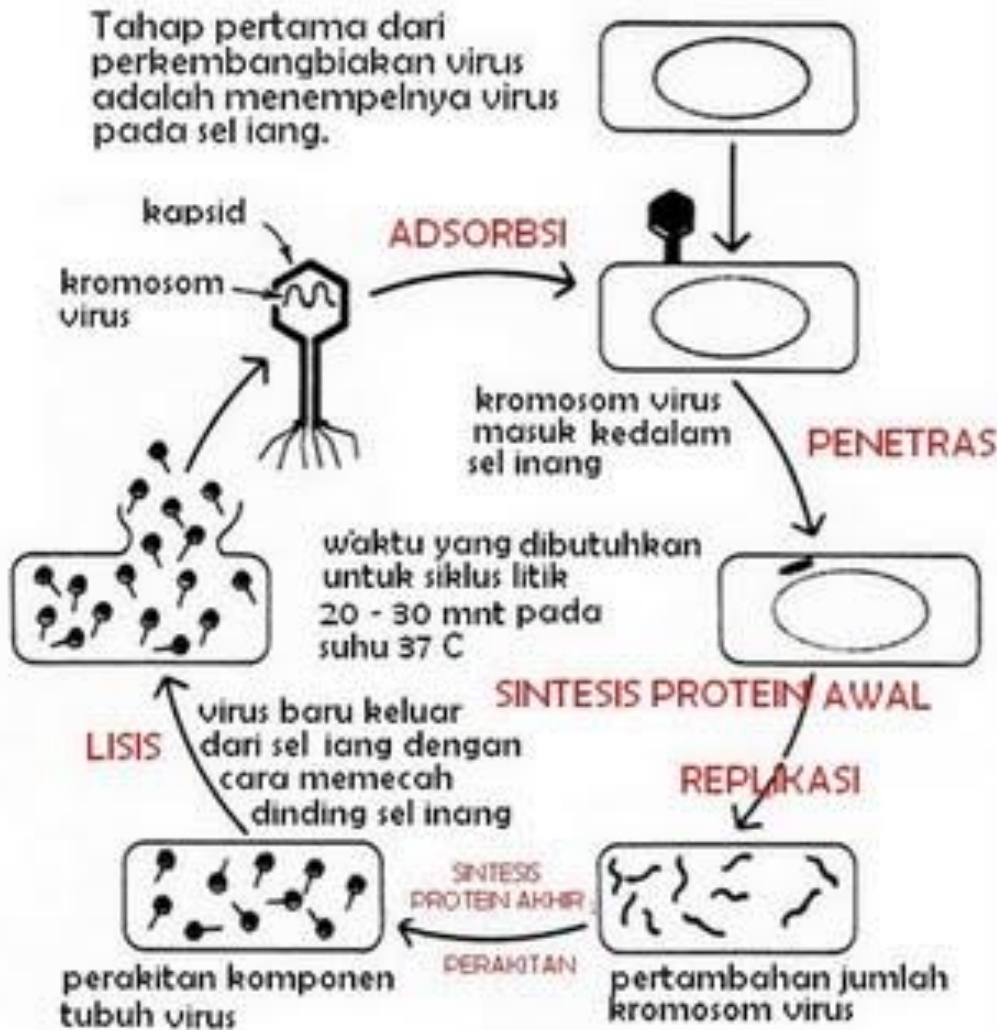 Tahap pertama dari
perkembangbiakan virus
adalah menempelnya virus
pada sel iang.
kapsid
ADSORBSI
kromosom
virus
kromosom virus
masuk kedalam
sel inang
PENETRAS
waktu yang dibutuhkan
untuk siklus litik
20 - 30 mnt pada
suhu 37 C
SINTESIS PROTEIN AWAL
REPLIKASI
virus baru keluar
dari sel iang dengan
cara memecah
dinding sel inang
LISIS
SINTESIS
PROTEIN AKHIR
PERAKITAN
perakitan komponen
tubuh virus
pertambahan jumlah
kromosom virus